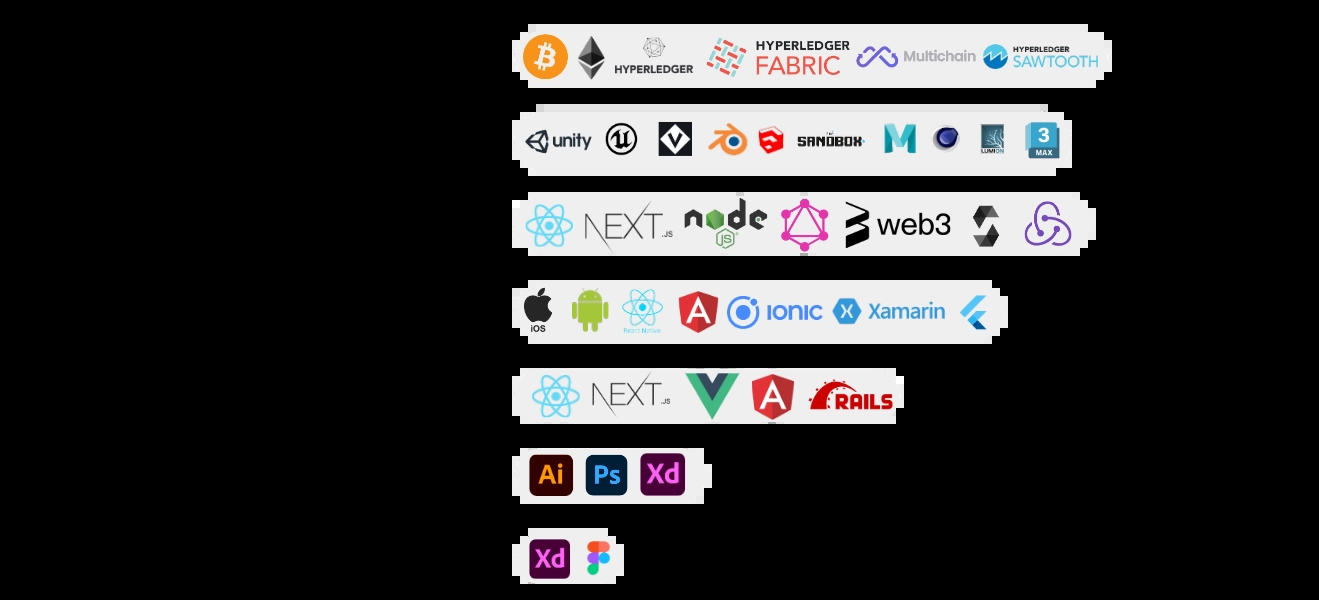 HYPERLEDGER HYPERLEDGER FABRIC Multichain HYPERLEDGER SAWTOOTH
unity THE SANDBOX LUMION 3 MAX
NEXT.JS node JS web3
iOS React Native A IONIC X Xamarin
NEXT.JS A RAILS
Ai Ps Xd
Xd